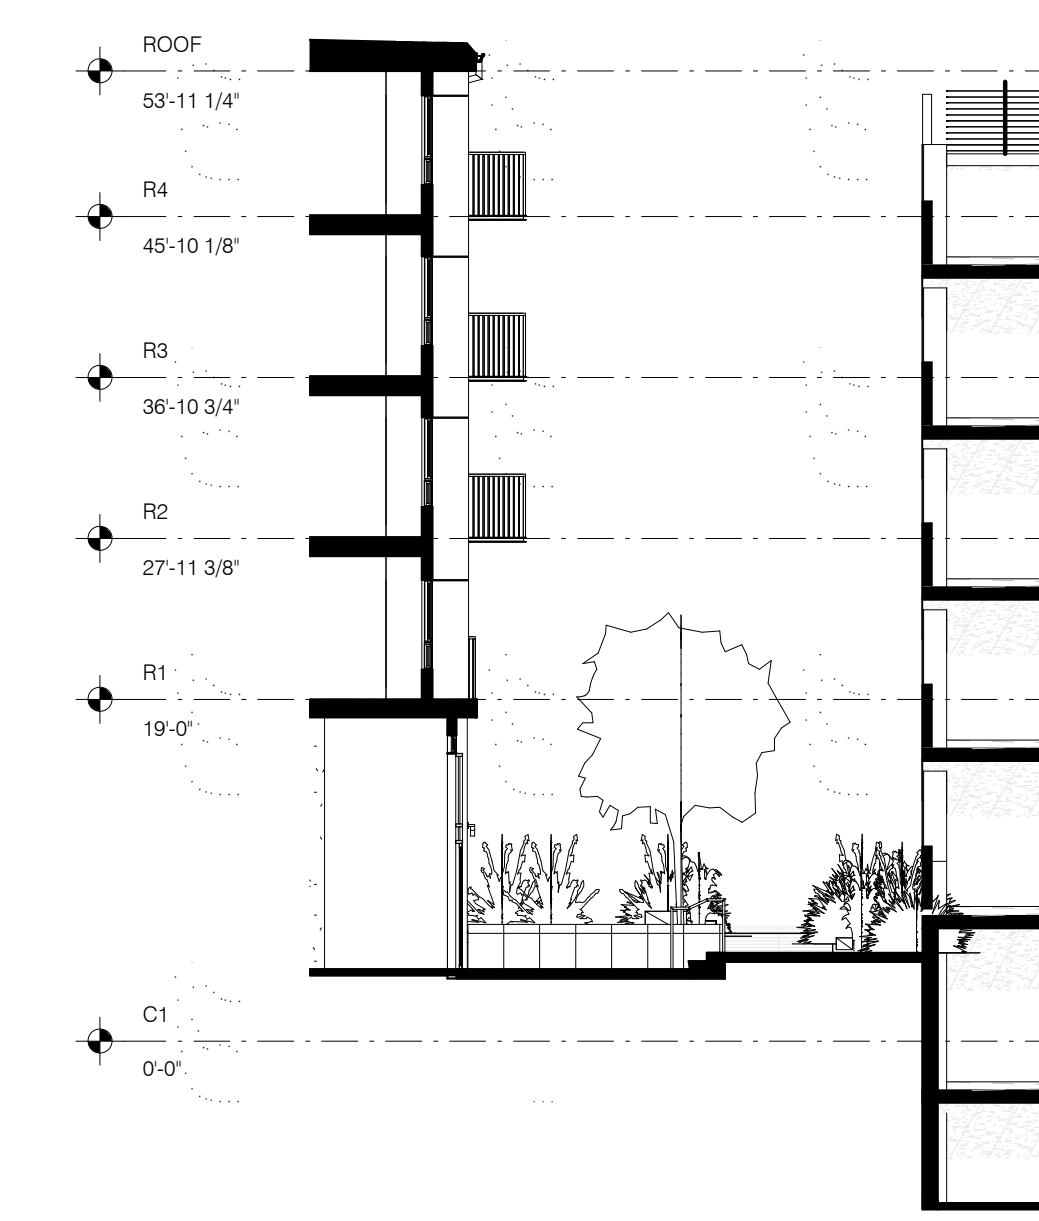 ROOF
53'-11 1/4"
R4
45'-10 1/8"
R3
36'-10 3/4"
R2
27'-11 3/8"
R1
19'-0"
C1
0'-0"